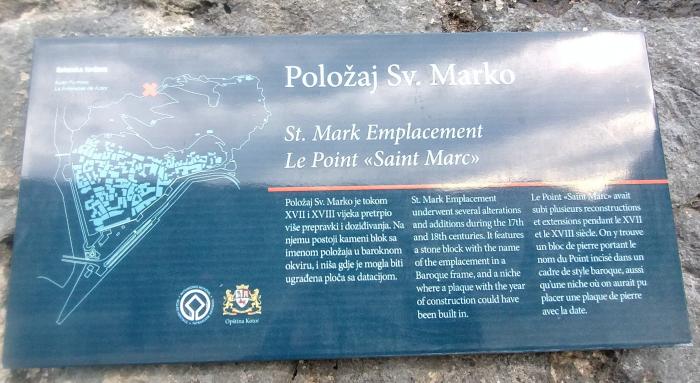 Položaj Sv. Marko
St. Mark Emplacement
Le Point «Saint Marc»
Položaj Sv. Marko je tokom
XVII i XVIII vijeka pretrpio
više prepravki i doziđivanja. Na
njemu postoji kameni blok sa
imenom položaja u baroknom
okviru, i niša gdje je mogla biti
ugrađena ploča sa datacijom.
St. Mark Emplacement
underwent several alterations
and additions during the 17th
and 18th centuries. It features
a stone block with the name
of the emplacement in a
Baroque frame, and a niche
where a plaque with the year
of construction could have
been built in.
Le Point «Saint Marc» avait
subi plusieurs reconstructions
et extensions pendant le XVII
et le XVIII siècle. On y trouve
un bloc de pierre portant le
nom du Point incisé dans un
cadre de style baroque, aussi
qu'une niche où on aurait pu
placer une plaque de pierre
avec la date.
Opština Kotor